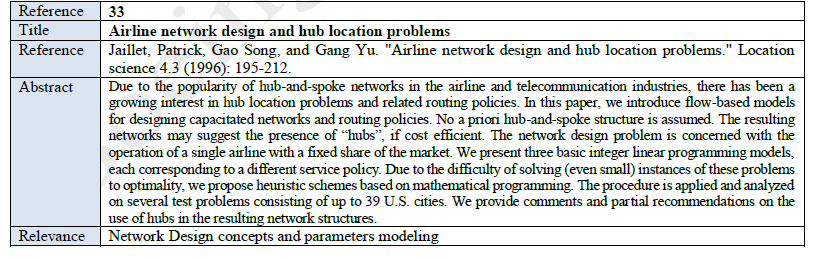 Reference 33
Title Airline network design and hub location problems
Reference Jaillet, Patrick, Gao Song, and Gang Yu. "Airline network design and hub location problems." Location
science 4.3 (1996): 195-212.
Abstract Due to the popularity of hub-and-spoke networks in the airline and telecommunication industries, there has been a
growing interest in hub location problems and related routing policies. In this paper, we introduce flow-based models
for designing capacitated networks and routing policies. No a priori hub-and-spoke structure is assumed. The resulting
networks may suggest the presence of “hubs”, if cost efficient. The network design problem is concerned with the
operation of a single airline with a fixed share of the market. We present three basic integer linear programming models,
each corresponding to a different service policy. Due to the difficulty of solving (even small) instances of these problems
to optimality, we propose heuristic schemes based on mathematical programming. The procedure is applied and analyzed
on several test problems consisting of up to 39 U.S. cities. We provide comments and partial recommendations on the
use of hubs in the resulting network structures.
Relevance Network Design concepts and parameters modeling